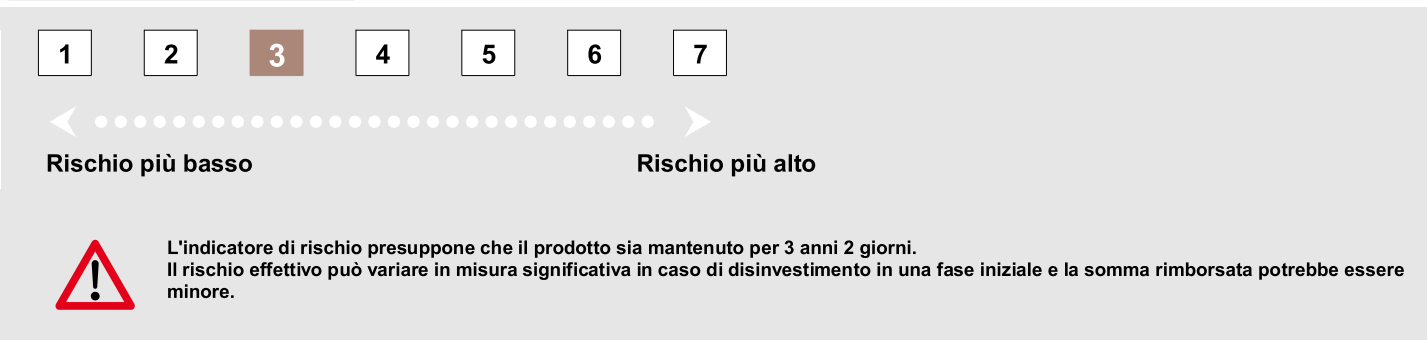 1 2 3 4 5 6 7
Rischio più basso Rischio più alto
L'indicatore di rischio presuppone che il prodotto sia mantenuto per 3 anni 2 giorni.
Il rischio effettivo può variare in misura significativa in caso di disinvestimento in una fase iniziale e la somma rimborsata potrebbe essere
minore.